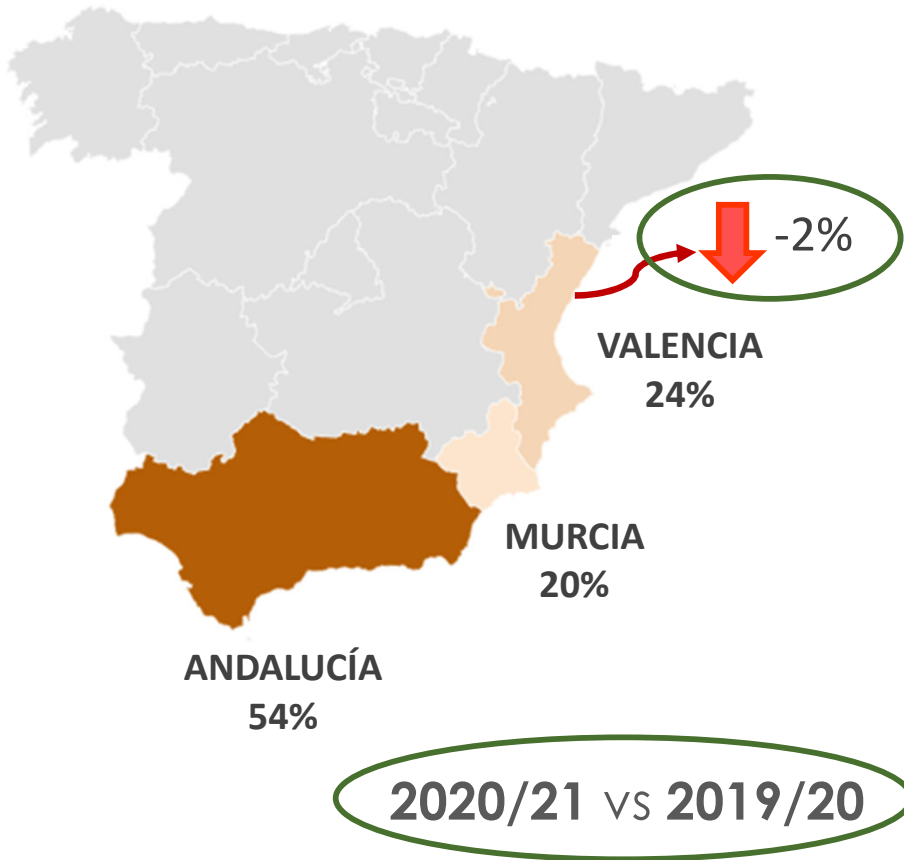 -2%
VALENCIA
24%
MURCIA
20%
ANDALUCÍA
54%
2020/21 vs 2019/20